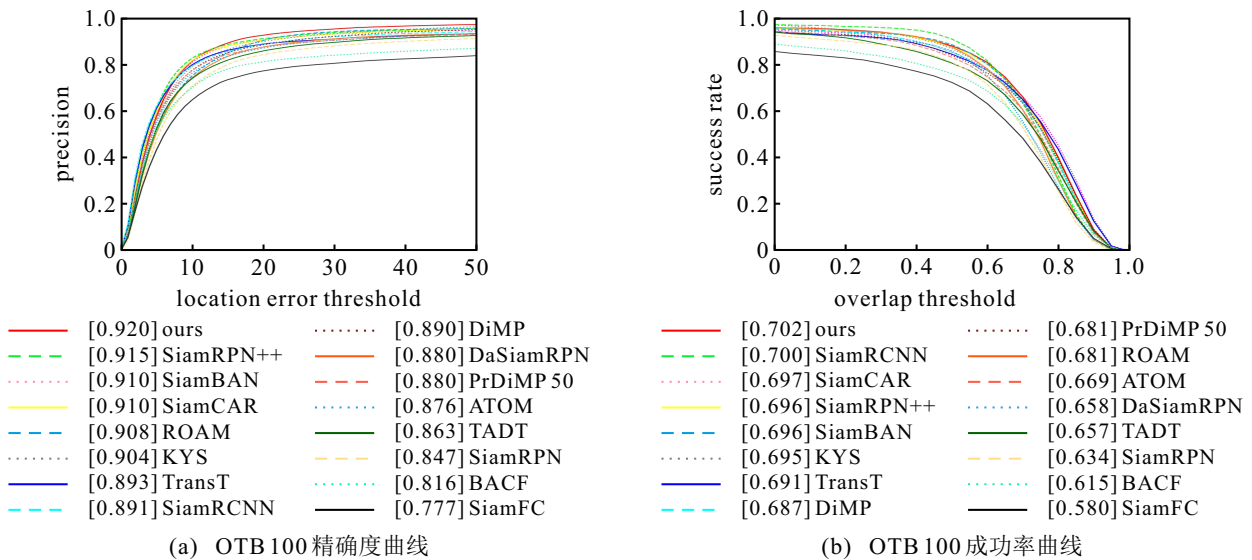 1.0
0.8
0.6
0.4
0.2
0
precision
0 10 20 30 40 50
location error threshold
[0.920] ours
[0.915] SiamRPN++
[0.910] SiamBAN
[0.910] SiamCAR
[0.908] ROAM
[0.904] KYS
[0.893] TransT
[0.891] SiamRCNN
[0.890] DiMP
[0.880] DaSiamRPN
[0.880] PrDiMP 50
[0.876] ATOM
[0.863] TADT
[0.847] SiamRPN
[0.816] BACF
[0.777] SiamFC
(a) OTB 100 精确度曲线
1.0
0.8
0.6
0.4
0.2
0
success rate
0 0.2 0.4 0.6 0.8 1.0
overlap threshold
[0.702] ours
[0.700] SiamRCNN
[0.697] SiamCAR
[0.696] SiamRPN++
[0.696] SiamBAN
[0.695] KYS
[0.691] TransT
[0.687] DiMP
[0.681] PrDiMP 50
[0.681] ROAM
[0.669] ATOM
[0.658] DaSiamRPN
[0.657] TADT
[0.634] SiamRPN
[0.615] BACF
[0.580] SiamFC
(b) OTB 100 成功率曲线